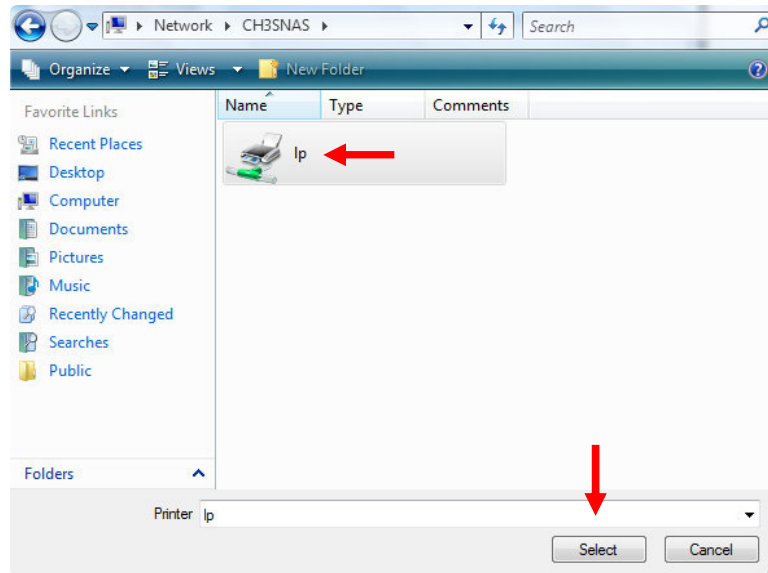 Network CH3SNAS Search
Organize Views New Folder
Favorite Links
Name Type Comments
Recent Places
lp
Desktop
Computer
Documents
Pictures
Music
Recently Changed
Searches
Public
Folders
Printer lp
Select Cancel